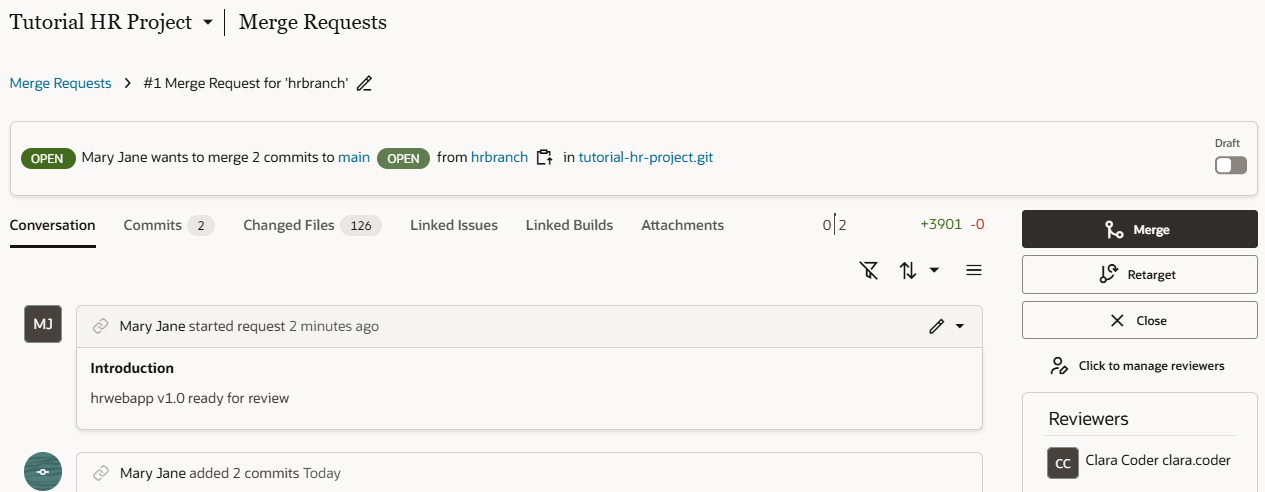 Tutorial HR Project Merge Requests
Merge Requests > #1 Merge Request for 'hrbranch'
Draft
OPEN Mary Jane wants to merge 2 commits to main OPEN from hrbranch in tutorial-hr-project.git
Conversation Commits 2 Changed Files 126 Linked Issues Linked Builds Attachments 0 2 +3901 -0
Merge
Retarget
Close
Click to manage reviewers
Reviewers
CC Clara Coder clara.coder
MJ Mary Jane started request 2 minutes ago
Introduction
hrwebapp v1.0 ready for review
Mary Jane added 2 commits Today